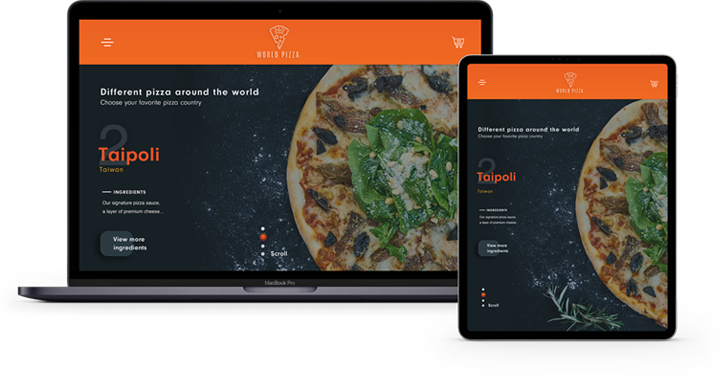 WORLD PIZZA
Different pizza around the world
Choose your favorite pizza country
2
Taipoli
Taiwan
INGREDIENTS
Our signature pizza sauce,
a layer of premium cheese...
View more
ingredients
Scroll
MacBook Pro
WORLD PIZZA
Different pizza around the world
Choose your favorite pizza country
2
Taipoli
Taiwan
INGREDIENTS
Our signature pizza sauce,
a layer of premium cheese...
View more
ingredients
Scroll